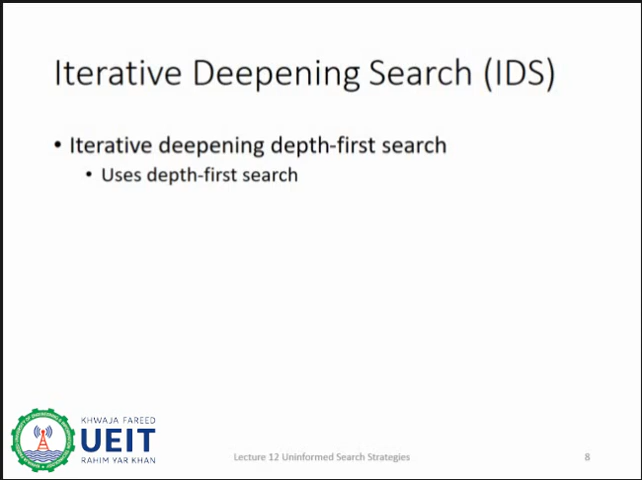 Iterative Deepening Search (IDS)
• Iterative deepening depth-first search
• Uses depth-first search
KHWAJA FAREED
UEIT
RAHIM YAR KHAN
Lecture 12 Uninformed Search Strategies
8